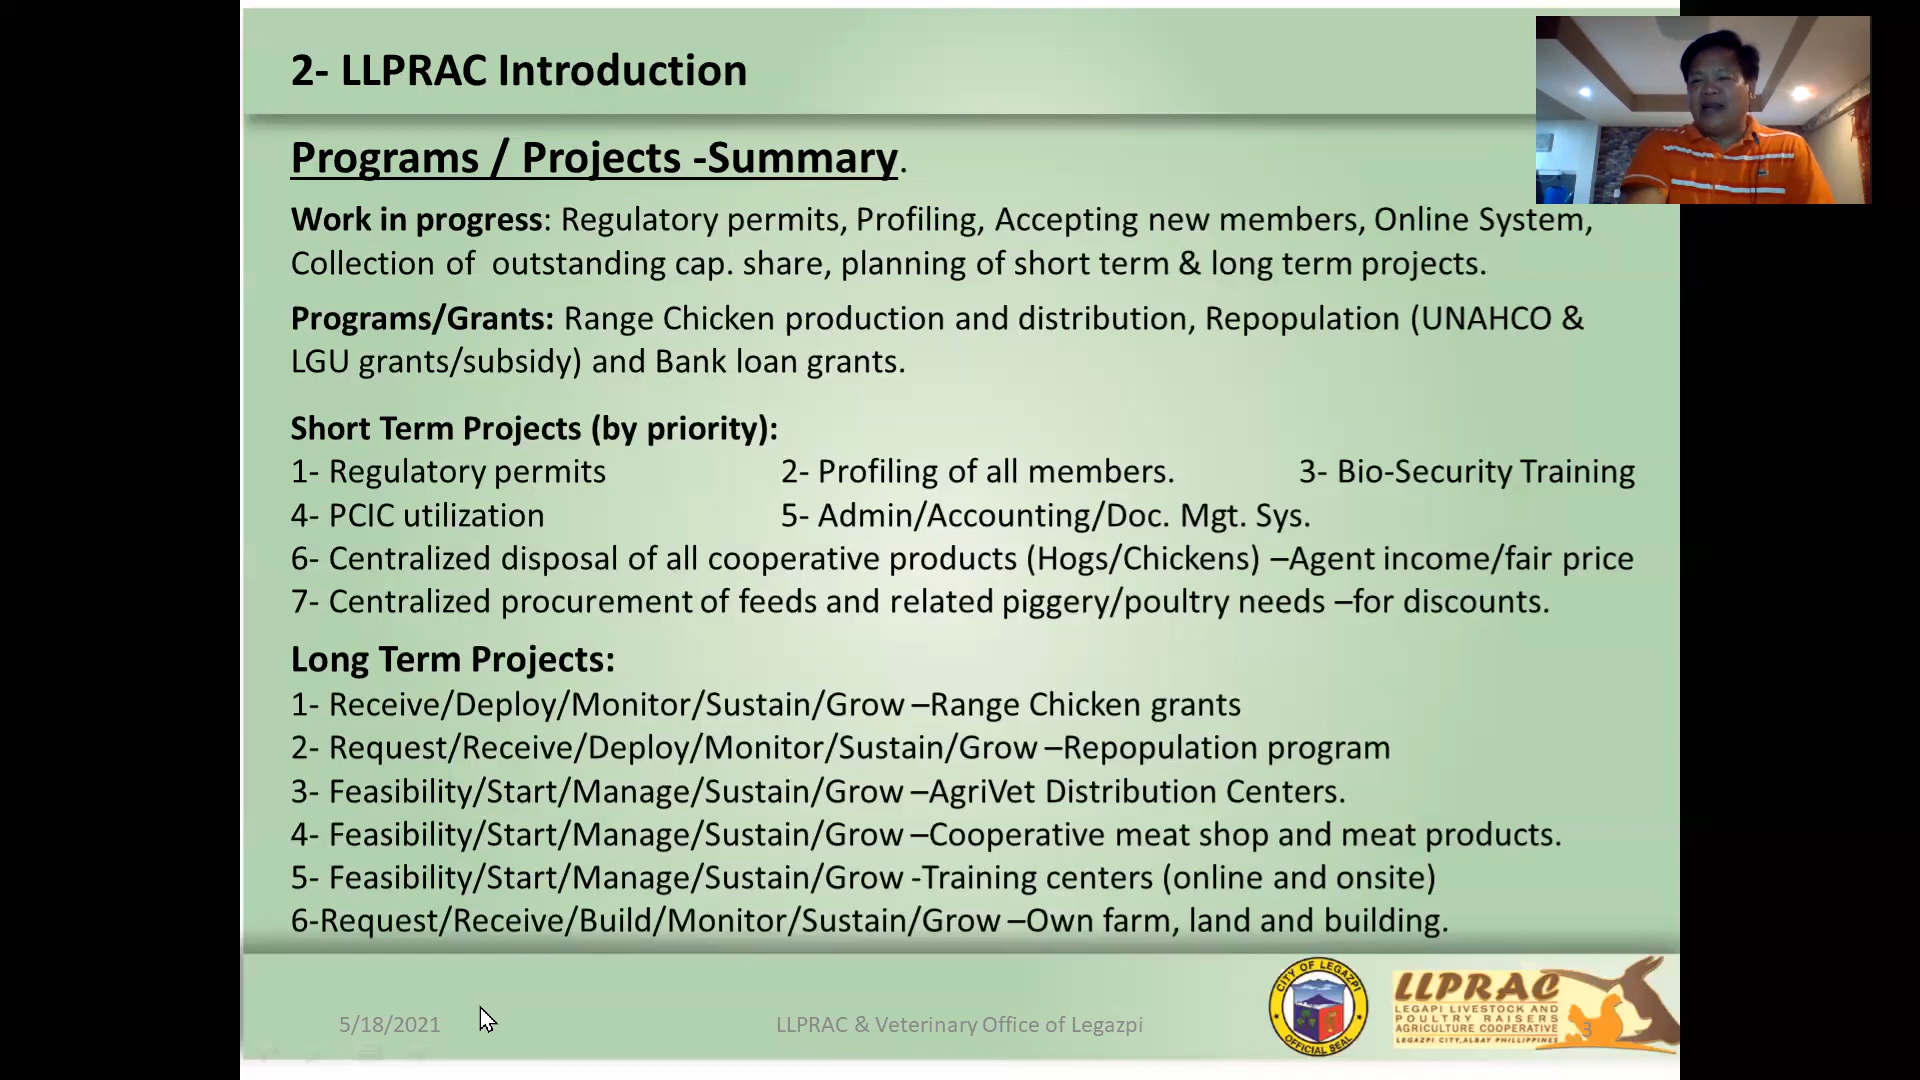 2- LLPRAC Introduction
Programs / Projects -Summary.
Work in progress: Regulatory permits, Profiling, Accepting new members, Online System,
Collection of outstanding cap. share, planning of short term & long term projects.
Programs/Grants: Range Chicken production and distribution, Repopulation (UNAHCO &
LGU grants/subsidy) and Bank loan grants.
Short Term Projects (by priority):
1- Regulatory permits 2- Profiling of all members. 3- Bio-Security Training
4- PCIC utilization 5- Admin/Accounting/Doc. Mgt. Sys.
6- Centralized disposal of all cooperative products (Hogs/Chickens) –Agent income/fair price
7- Centralized procurement of feeds and related piggery/poultry needs –for discounts.
Long Term Projects:
1- Receive/Deploy/Monitor/Sustain/Grow –Range Chicken grants
2- Request/Receive/Deploy/Monitor/Sustain/Grow –Repopulation program
3- Feasibility/Start/Manage/Sustain/Grow –AgriVet Distribution Centers.
4- Feasibility/Start/Manage/Sustain/Grow –Cooperative meat shop and meat products.
5- Feasibility/Start/Manage/Sustain/Grow -Training centers (online and onsite)
6-Request/Receive/Build/Monitor/Sustain/Grow –Own farm, land and building.
5/18/2021
LLPRAC & Veterinary Office of Legazpi
CITY OF LEGAZPI
OFFICIAL SEAL
LLPRAC
LEGAPI LIVESTOCK AND
POULTRY RAISERS
AGRICULTURE COOPERATIVE
LEGAZPI CITY, ALBAY PHILLIPPINES
3